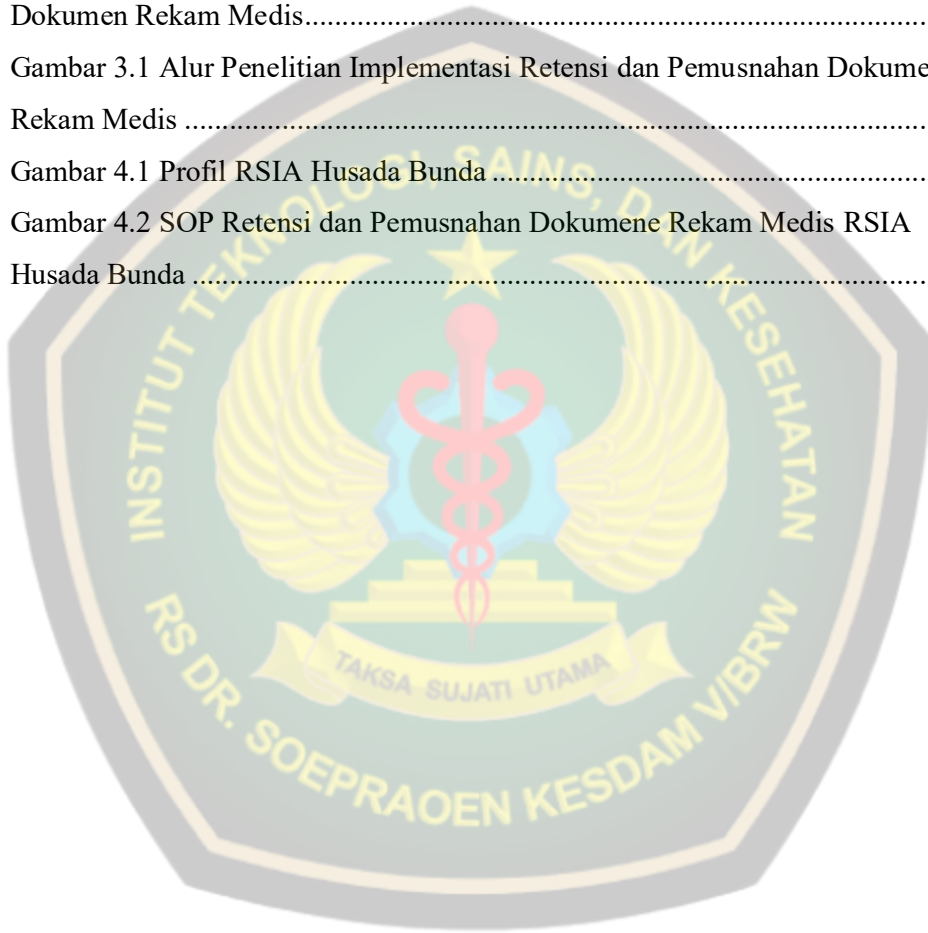 Dokumen Rekam Medis....................................................................................
Gambar 3.1 Alur Penelitian Implementasi Retensi dan Pemusnahan Dokume
Rekam Medis ....................................................................................................
Gambar 4.1 Profil RSIA Husada Bunda ..........................................................
Gambar 4.2 SOP Retensi dan Pemusnahan Dokumene Rekam Medis RSIA
Husada Bunda ...................................................................................................
INSTITUT TEKNOLOGI, SAINS, DAN KESEHATAN
TAKSA SUJATI UTAMA
RS DR. SOEPRAOEN KESDAM V/BRW